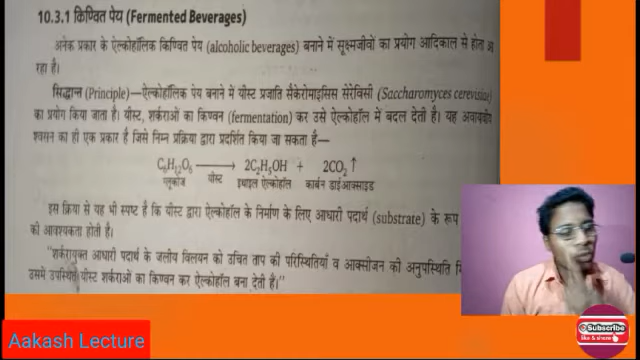 10.3.1 किण्वित पेय (Fermented Beverages)
अनेक प्रकार के ऐल्कोहॉलिक किण्वित पेय (alcoholic beverages) बनाने में सूक्ष्मजीवों का प्रयोग आदिकाल से होता
रहा है।
सिद्धान्त (Principle)—ऐल्कोहॉलिक पेय बनाने में यीस्ट प्रजाति सैकेरोमाइसिस सेरेविसी (Saccharomyces cerevisiae)
का प्रयोग किया जाता है। यीस्ट, शर्कराओं का किण्वन (fermentation) कर उसे ऐल्कोहॉल में बदल देती है। यह अवायवीय
श्वसन का ही एक प्रकार है जिसे निम्न प्रक्रिया द्वारा प्रदर्शित किया जा सकता है—
C₆H₁₂O₆ ⟶ 2C₂H₅OH + 2CO₂ ↑
ग्लूकोज यीस्ट इथाइल ऐल्कोहॉल कार्बन डाईआक्साइड
इस क्रिया से यह भी स्पष्ट है कि यीस्ट द्वारा ऐल्कोहॉल के निर्माण के लिए आधारी पदार्थ (substrate) के रूप
की आवश्यकता होती है।
"शर्करायुक्त आधारी पदार्थ के जलीय विलयन को उचित ताप की परिस्थितियों व आक्सीजन की अनुपस्थिति
उसमें उपस्थित यीस्ट शर्कराओं का किण्वन कर ऐल्कोहॉल बना देती हैं।"
Aakash Lecture
Subscribe
like & share